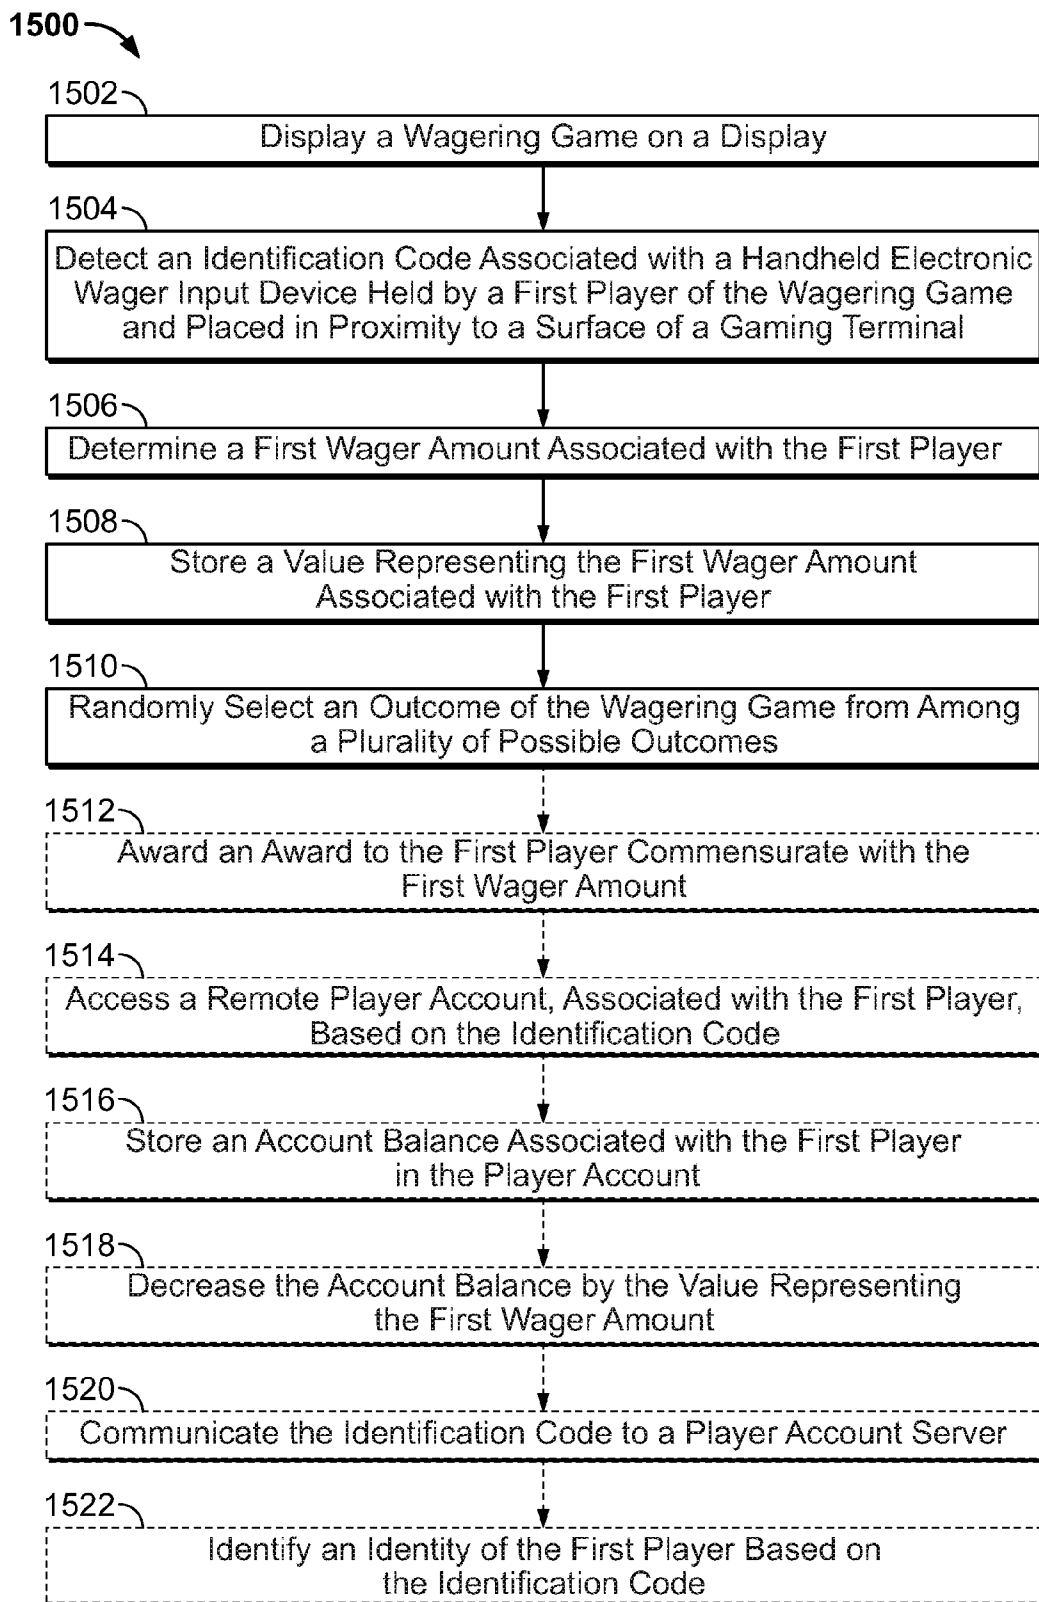 1500
1502
Display a Wagering Game on a Display
1504
Detect an Identification Code Associated with a Handheld Electronic
Wager Input Device Held by a First Player of the Wagering Game
and Placed in Proximity to a Surface of a Gaming Terminal
1506
Determine a First Wager Amount Associated with the First Player
1508
Store a Value Representing the First Wager Amount
Associated with the First Player
1510
Randomly Select an Outcome of the Wagering Game from Among
a Plurality of Possible Outcomes
1512
Award an Award to the First Player Commensurate with the
First Wager Amount
1514
Access a Remote Player Account, Associated with the First Player,
Based on the Identification Code
1516
Store an Account Balance Associated with the First Player
in the Player Account
1518
Decrease the Account Balance by the Value Representing
the First Wager Amount
1520
Communicate the Identification Code to a Player Account Server
1522
Identify an Identity of the First Player Based on
the Identification Code